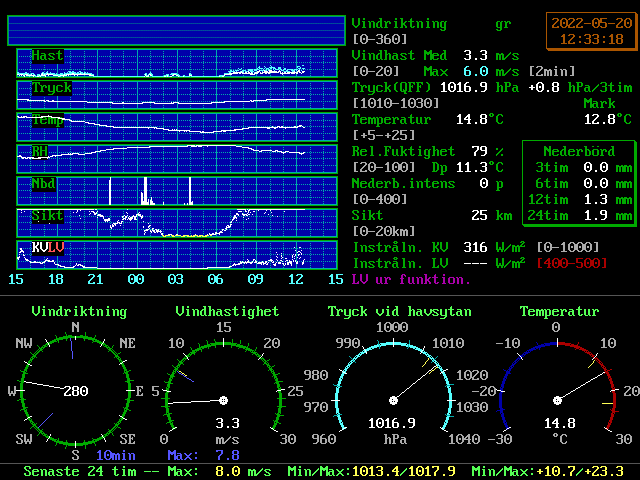 Vindriktning gr 2022-05-20
[0-360] 12:33:18
Hast
Vindhast Med 3.3 m/s
[0-20] Max 6.0 m/s [2min]
Tryck
Tryck(QFF) 1016.9 hPa +0.8 hPa/3tim
[1010-1030] Mark
Temp
Temperatur 14.8°C 12.8°C
[+5-+25]
RH
Rel.Fuktighet 79 %
[20-100] Dp 11.3°C
Nederbörd
3tim 0.0 mm
6tim 0.0 mm
12tim 1.3 mm
24tim 1.9 mm
Nbd
Nederb.intens 0 p
[0-400]
Sikt
Sikt 25 km
[0-20km]
KVLV
Instråln. KV 316 W/m² [0-1000]
Instråln. LV --- W/m² [400-500]
LV ur funktion.
15 18 21 00 03 06 09 12 15
Vindriktning
N
NW NE
W 280 E
SW SE
S 10min
Vindhastighet
15
10 20
5 25
0 30
3.3
m/s
Max: 7.8
Tryck vid havsytan
1000
990 1010
980 1020
970 1030
960 1040
1016.9
hPa
Temperatur
0
-10 10
-20 20
-30 30
14.8
°C
Senaste 24 tim -- Max: 8.0 m/s Min/Max:1013.4/1017.9 Min/Max:+10.7/+23.3